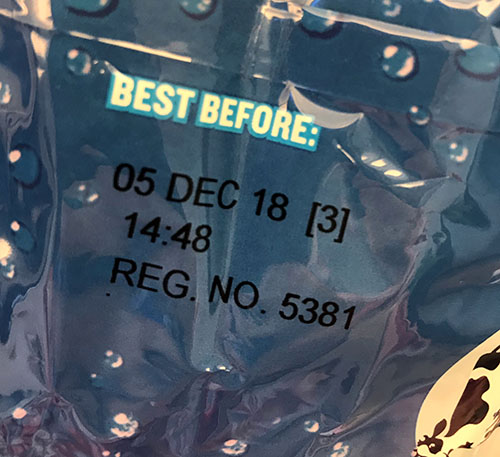 BEST BEFORE:
05 DEC 18 [3]
14:48
REG. NO. 5381